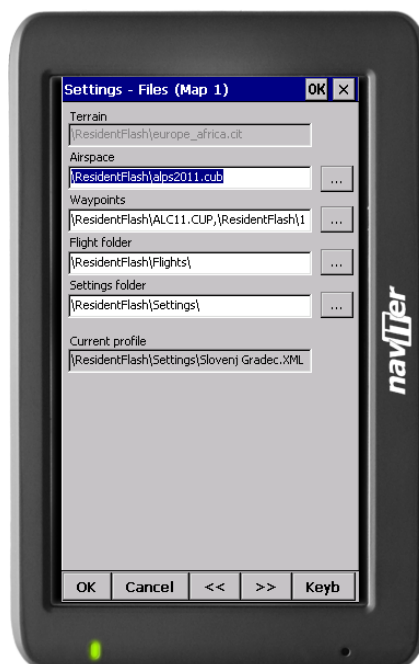 Settings - Files (Map 1) OK ×
Terrain
\ResidentFlash\europe_africa.cit
Airspace
\ResidentFlash\alps2011.cub ...
Waypoints
\ResidentFlash\ALC11.CUP,\ResidentFlash\1 ...
Flight folder
\ResidentFlash\Flights\ ...
Settings folder
\ResidentFlash\Settings\ ...
Current profile
\ResidentFlash\Settings\Slovenj Gradec.XML
OK Cancel << >> Keyb
naviter